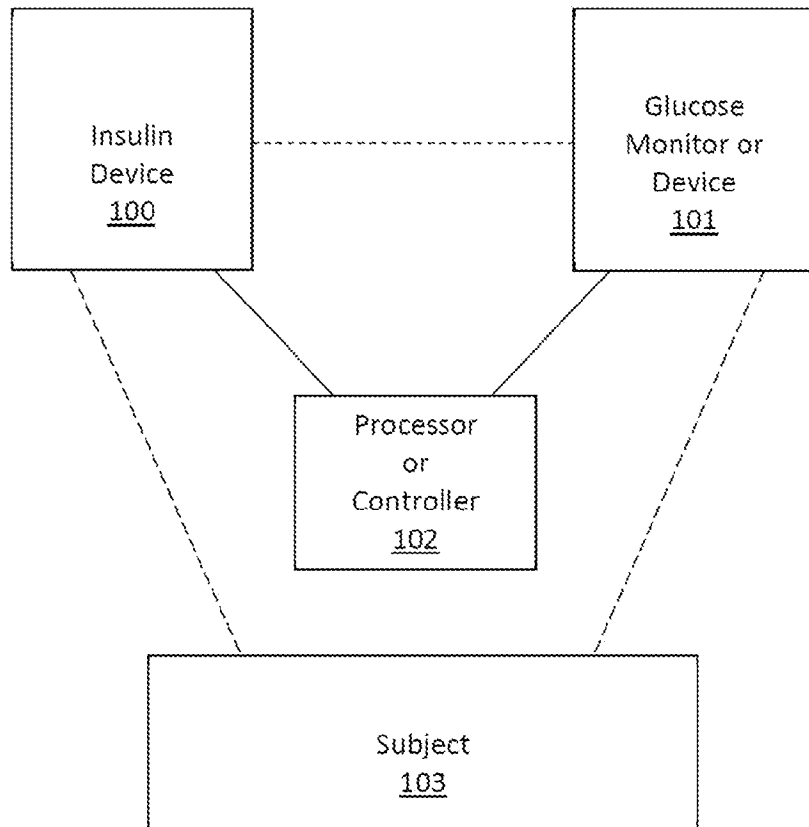 Insulin
Device
100
Glucose
Monitor or
Device
101
Processor
or
Controller
102
Subject
103